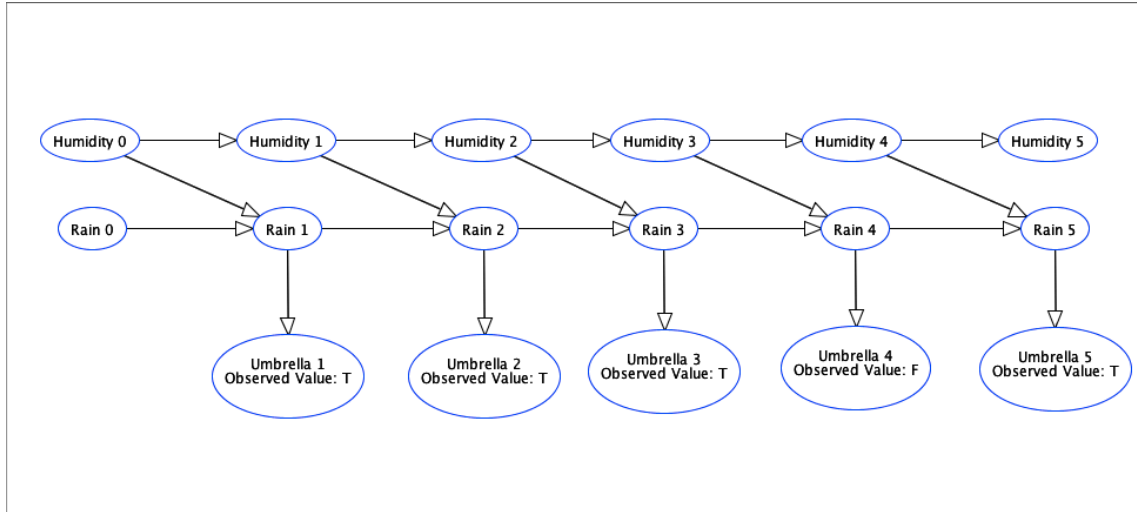 Humidity 0
Humidity 1
Humidity 2
Humidity 3
Humidity 4
Humidity 5
Rain 0
Rain 1
Rain 2
Rain 3
Rain 4
Rain 5
Umbrella 1
Observed Value: T
Umbrella 2
Observed Value: T
Umbrella 3
Observed Value: T
Umbrella 4
Observed Value: F
Umbrella 5
Observed Value: T